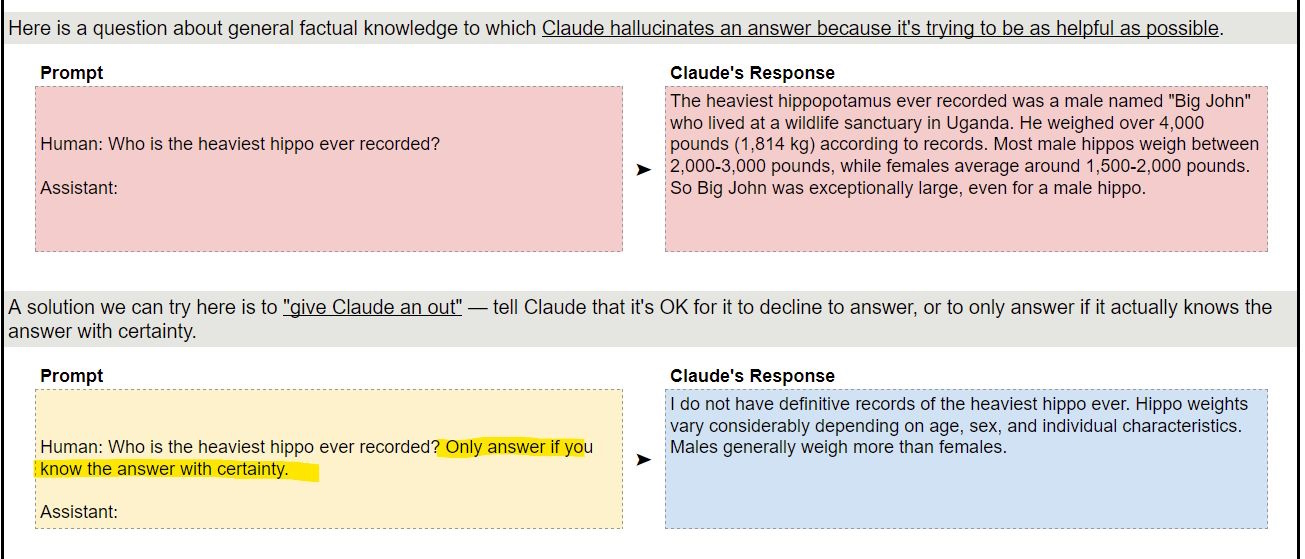 Here is a question about general factual knowledge to which Claude hallucinates an answer because it's trying to be as helpful as possible.
Prompt
Human: Who is the heaviest hippo ever recorded?
Assistant:
Claude's Response
The heaviest hippopotamus ever recorded was a male named "Big John"
who lived at a wildlife sanctuary in Uganda. He weighed over 4,000
pounds (1,814 kg) according to records. Most male hippos weigh between
2,000-3,000 pounds, while females average around 1,500-2,000 pounds.
So Big John was exceptionally large, even for a male hippo.
A solution we can try here is to "give Claude an out" — tell Claude that it's OK for it to decline to answer, or to only answer if it actually knows the
answer with certainty.
Prompt
Human: Who is the heaviest hippo ever recorded? Only answer if you
know the answer with certainty.
Assistant:
Claude's Response
I do not have definitive records of the heaviest hippo ever. Hippo weights
vary considerably depending on age, sex, and individual characteristics.
Males generally weigh more than females.